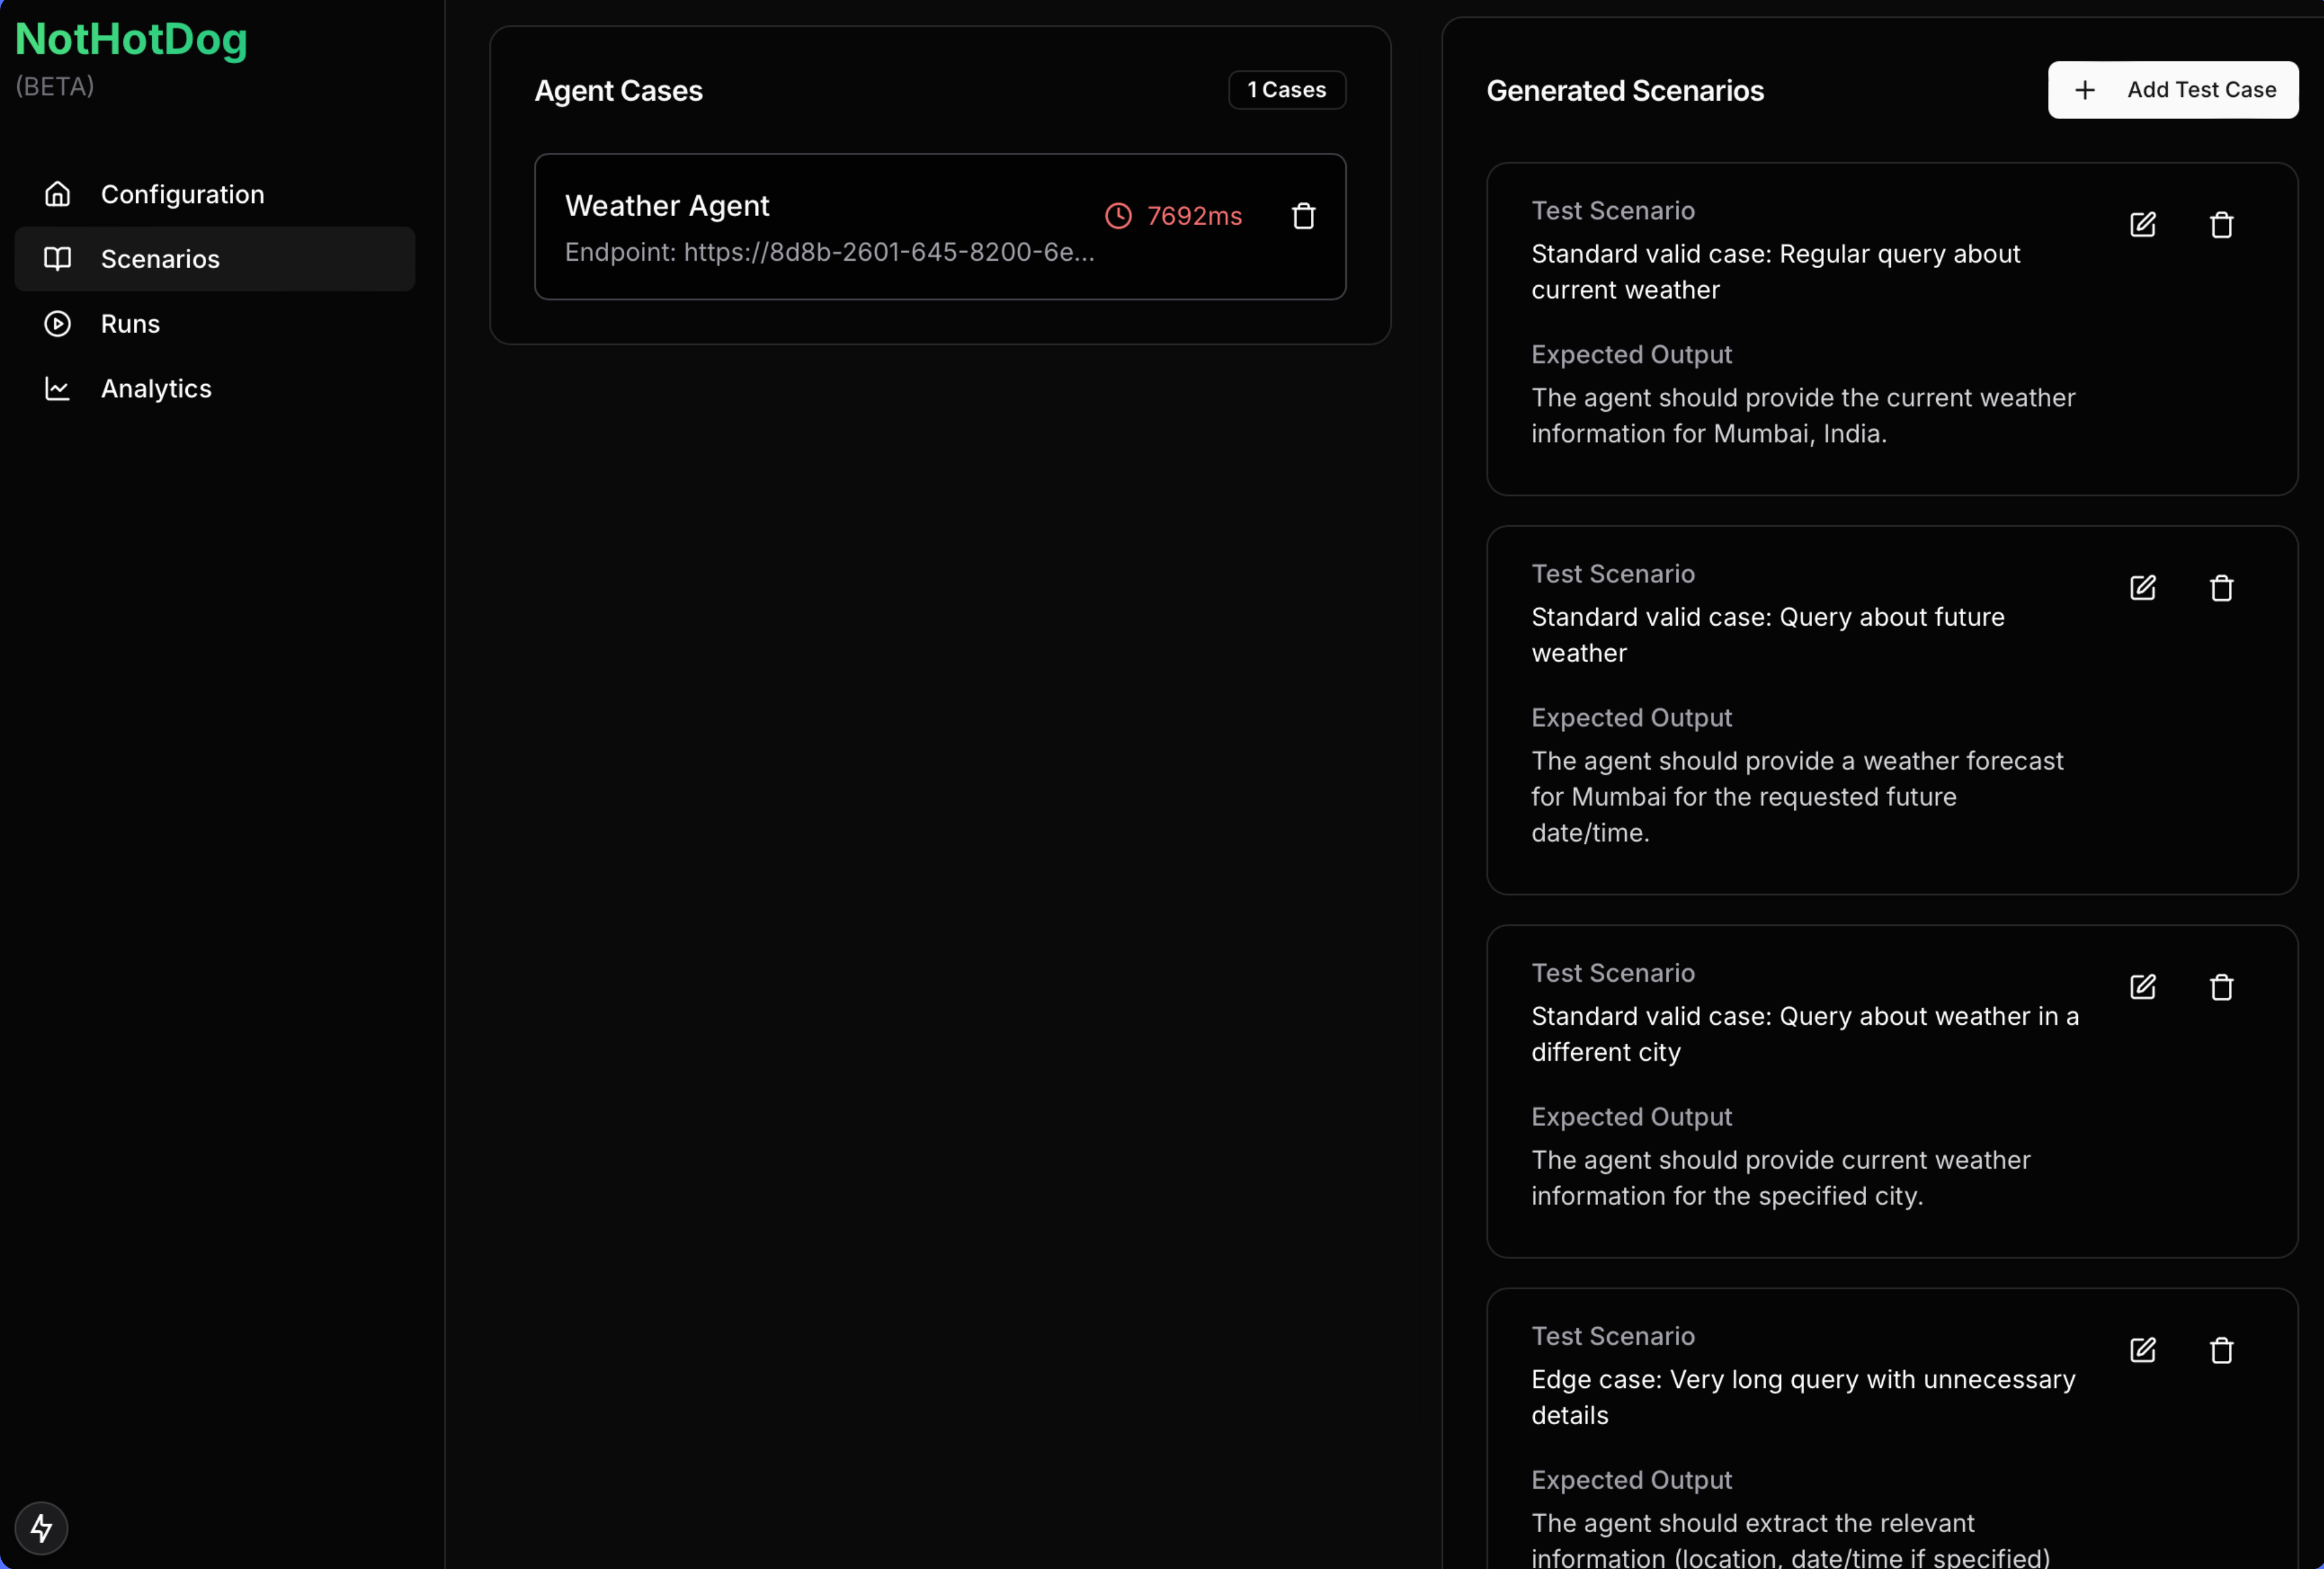 NotHotDog
(BETA)
Configuration
Scenarios
Runs
Analytics
Agent Cases
1 Cases
Weather Agent
7692ms
Endpoint: https://8d8b-2601-645-8200-6e...
Generated Scenarios
+ Add Test Case
Test Scenario
Standard valid case: Regular query about
current weather
Expected Output
The agent should provide the current weather
information for Mumbai, India.
Test Scenario
Standard valid case: Query about future
weather
Expected Output
The agent should provide a weather forecast
for Mumbai for the requested future
date/time.
Test Scenario
Standard valid case: Query about weather in a
different city
Expected Output
The agent should provide current weather
information for the specified city.
Test Scenario
Edge case: Very long query with unnecessary
details
Expected Output
The agent should extract the relevant
information (location, date/time if specified)